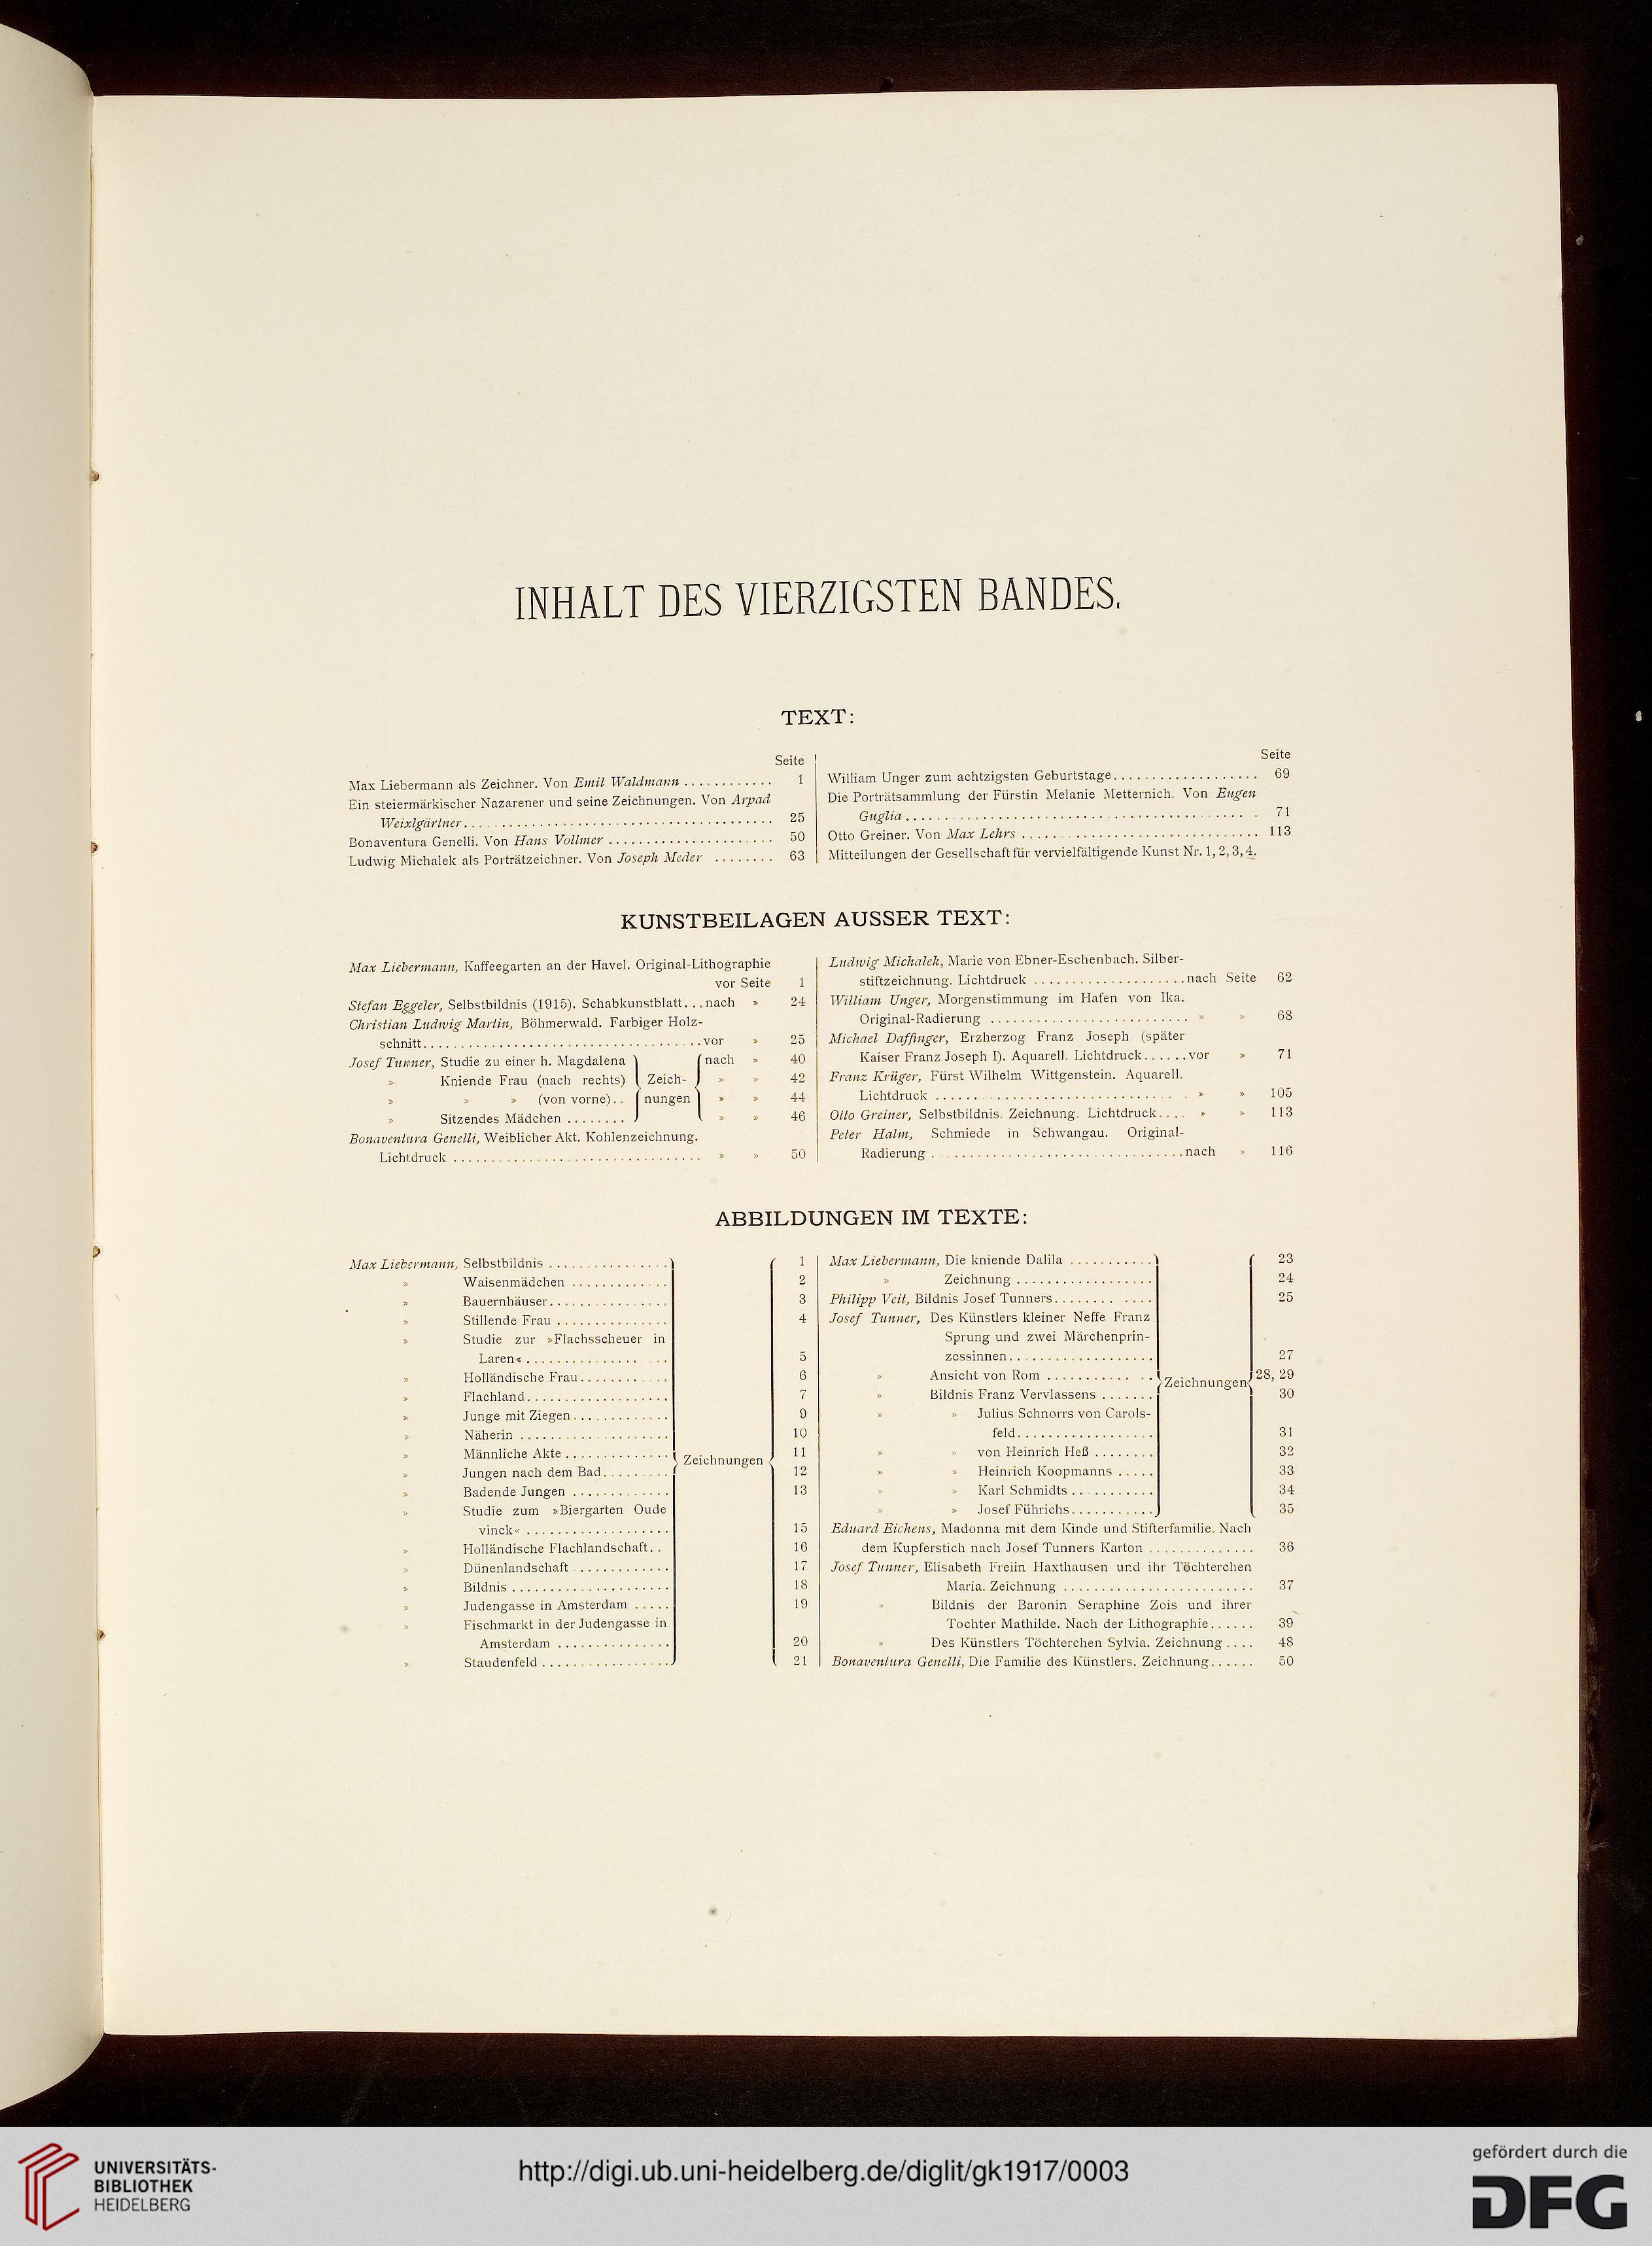 INHALT DES VIERZIGSTEN BANDES.
TEXT:
Seite
Max Liebermann als Zeichner. Von Emil Waldmann ............ 1
Ein steiermärkischer Nazarener und seine Zeichnungen. Von Arpad
Weixlgärtner ........................................ 25
Bonaventura Genelli. Von Hans Vollmer ...................... 50
Ludwig Michalek als Porträtzeichner. Von Joseph Meder ........ 63
Seite
William Unger zum achtzigsten Geburtstage ................... 69
Die Porträtsammlung der Fürstin Melanie Metternich. Von Eugen
Guglia .............................................. 71
Otto Greiner. Von Max Lehrs ............................... 113
Mitteilungen der Gesellschaft für vervielfältigende Kunst Nr. 1, 2, 3, 4.
KUNSTBEILAGEN AUSSER TEXT:
Max Liebermann, Kaffeegarten an der Havel. Original-Lithographie
vor Seite 1
Stefan Eggeler, Selbstbildnis (1915). Schabkunstblatt...nach » 24
Christian Ludwig Martin, Böhmerwald. Farbiger Holz-
schnitt.....................................vor » 25
Josef Tunner, Studie zu einer h. Magdalena nach » 40
» Kniende Frau (nach rechts) Zeich- » » 42
» » » (von vorne).. nungen » » 44
» Sitzendes Mädchen ........ » » 46
Bonaventura Genelli, Weiblicher Akt. Kohlenzeichnung.
Lichtdruck ................................. » » 50
Ludwig Michalek, Marie von Ebner-Eschenbach. Silber-
stiftzeichnung. Lichtdruck ....................nach Seite 62
William Unger, Morgenstimmung im Hafen von Ika.
Original-Radierung .......................... » » 68
Michael Daffinger, Erzherzog Franz Joseph (später
Kaiser Franz Joseph I). Aquarell. Lichtdruck......vor » 71
Franz Krüger, Fürst Wilhelm Wittgenstein. Aquarell.
Lichtdruck ................................ » » 105
Otto Greiner, Selbstbildnis. Zeichnung. Lichtdruck.... » » 113
Peter Halm, Schmiede in Schwangau. Original-
Radierung .................................nach » 116
ABBILDUNGEN IM TEXTE:
Max Liebermann, Selbstbildnis ................ 1
» Waisenmädchen ............. 2
» Bauernhäuser................ 3
» Stillende Frau ............... 4
» Studie zur »Flachsscheuer in
Laren« ................... 5
» Holländische Frau............ 6
» Flachland................... 7
» Junge mit Ziegen............. 9
» Näherin .................... 10
» Männliche Akte .............. Zeichnungen 11
» Jungen nach dem Bad......... 12
» Badende Jungen ............. 13
» Studie zum »Biergarten Oude
vinck« ................... 15
» Holländische Flachlandschaft.. 16
» Dünenlandschaft ............ 17
» Bildnis ..................... 18
» Judengasse in Amsterdam ..... 19
» Fischmarkt in der Judengasse in
Amsterdam ............... 20
» Staudenfeld ................. 21
Max Liebermann, Die kniende Dalila ........... 23
» Zeichnung .................. 24
Philipp Veit, Bildnis Josef Tunners............. 25
Josef Tunner, Des Künstlers kleiner Neffe Franz
Sprung und zwei Märchenprin-
zessinnen................... 27
» Ansicht von Rom .............. Zeichnungen 28, 29
» Bildnis Franz Vervlassens ....... 30
» » Julius Schnorrs von Carols-
feld.................. 31
» » von Heinrich Heß ........ 32
» » Heinrich Koopmanns ..... 33
» » Karl Schmidts ........... 34
» » Josef Führichs........... 35
Eduard Eichens, Madonna mit dem Kinde und Stifterfamilie. Nach
dem Kupferstich nach Josef Tunners Karton .............. 36
Josef Tunner, Elisabeth Freiin Haxthausen und ihr Töchterchen
Maria. Zeichnung ......................... 37
» Bildnis der Baronin Seraphine Zois und ihrer
Tochter Mathilde. Nach der Lithographie...... 39
» Des Künstlers Töchterchen Sylvia. Zeichnung .... 48
Bonaventura Genelli, Die Familie des Künstlers. Zeichnung...... 50
UNIVERSITÄTS-
BIBLIOTHEK
HEIDELBERG
http://digi.ub.uni-heidelberg.de/diglit/gk1917/0003
gefördert durch die
DFG